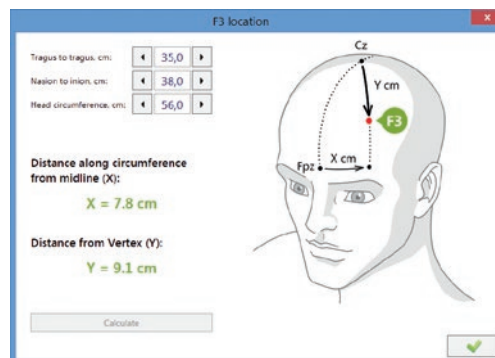 F3 location
x
Tragus to tragus, cm: 35,0
Nasion to inion, cm: 38,0
Head circumference, cm: 56,0
Distance along circumference
from midline (X):
X = 7.8 cm
Distance from Vertex (Y):
Y = 9.1 cm
Calculate
Cz
Y cm
F3
Fpz
X cm